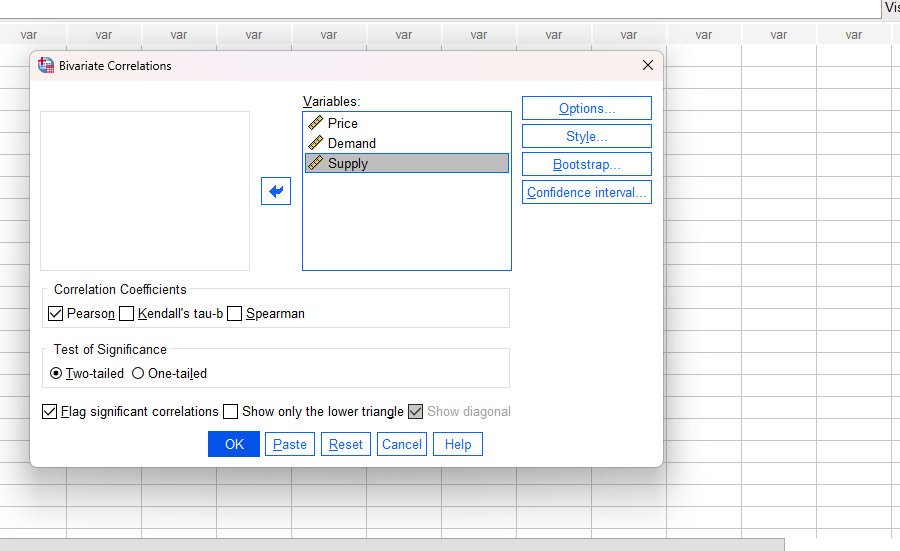 Vis
var var var var var var var var var var var var
Bivariate Correlations
Variables:
Price
Demand
Supply
Options...
Style...
Bootstrap...
Confidence interval...
Correlation Coefficients
Pearson Kendall's tau-b Spearman
Test of Significance
Two-tailed One-tailed
Flag significant correlations Show only the lower triangle Show diagonal
OK Paste Reset Cancel Help